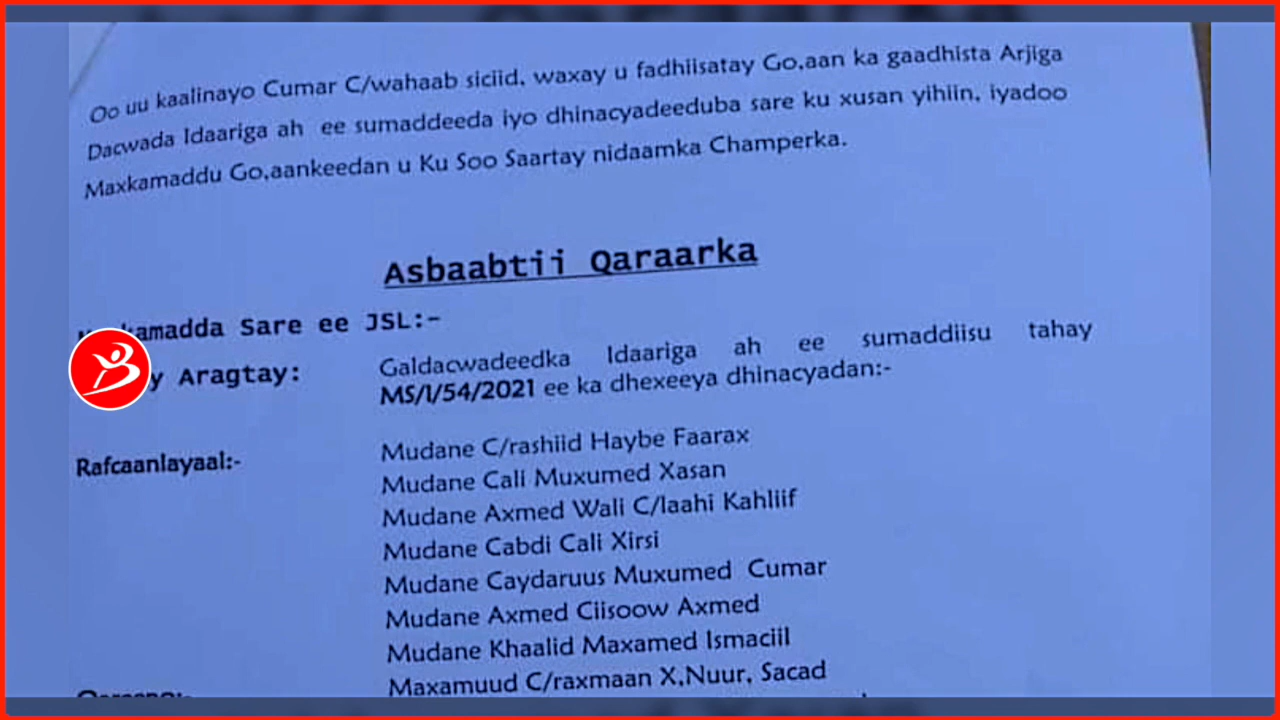 Oo uu kaalinayo Cumar C/wahaab siciid, waxay u fadhiisatay Go,aan ka gaadhista Arjiga
Dacwada Idaariga ah ee sumaddeeda iyo dhinacyadeeduba sare ku xusan yihiin, iyadoo
Maxkamaddu Go,aankeedan u Ku Soo Saartay nidaamka Champerka.
Asbaabtii Qaraarka
Sare ee JSL:-
Aragtay: Galdacwadeedka Idaariga ah ee sumaddiisu tahay
MS/I/54/2021 ee ka dhexeeya dhinacyadan:-
Rafcaanlayaal:- Mudane C/rashiid Haybe Faarax
Mudane Cali Muxumed Xasan
Mudane Axmed Wali C/laahi Kahliif
Mudane Cabdi Cali Xirsi
Mudane Caydaruus Muxumed Cumar
Mudane Axmed Ciisoow Axmed
Mudane Khaalid Maxamed Ismaciil
Maxamuud C/raxmaan X,Nuur, Sacad